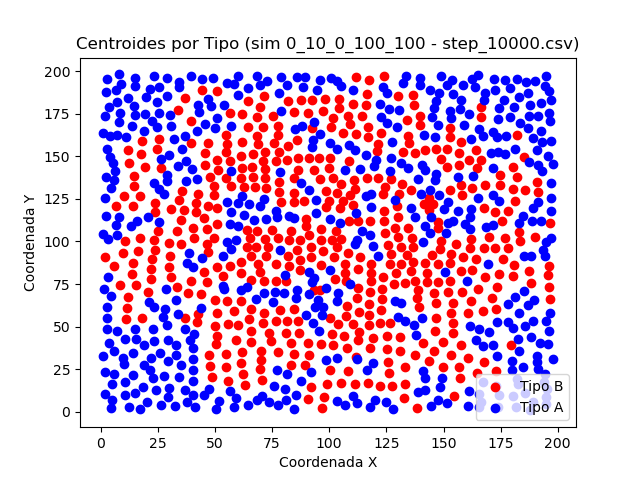 Centroides por Tipo (sim 0_10_0_100_100 - step_10000.csv)
Coordenada Y
200
175
150
125
100
75
50
25
0
0 25 50 75 100 125 150 175 200
Coordenada X
Tipo B
Tipo A